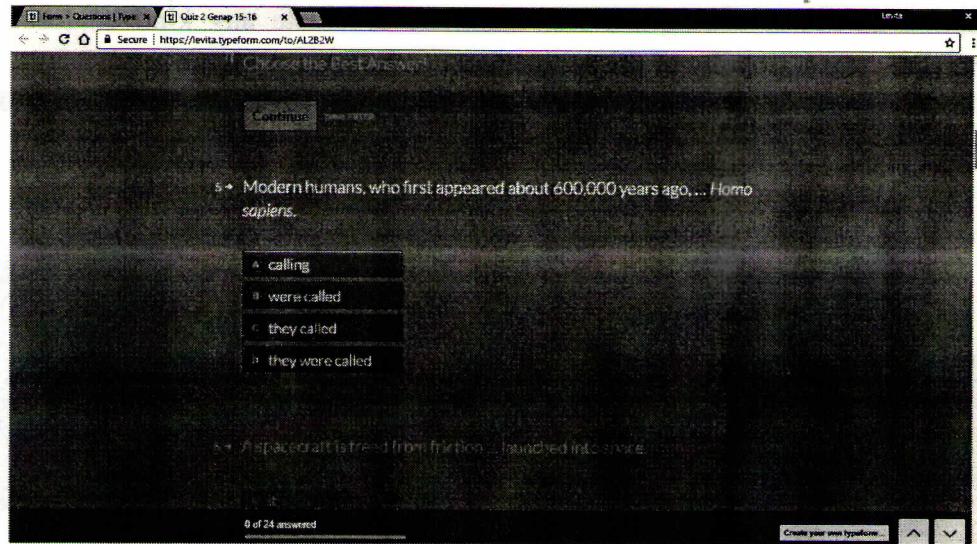 Form > Questions | Type
Quiz 2 Genap 15-16
Levita
Secure | https://levita.typeform.com/to/AL2B2W
Choose the Best Answer!
Continue
5 → Modern humans, who first appeared about 600,000 years ago, ... Homo
sapiens.
A calling
B were called
C they called
D they were called
6 → A spacecraft is freed from friction ... launched into space.
0 of 24 answered
Create your own typeform